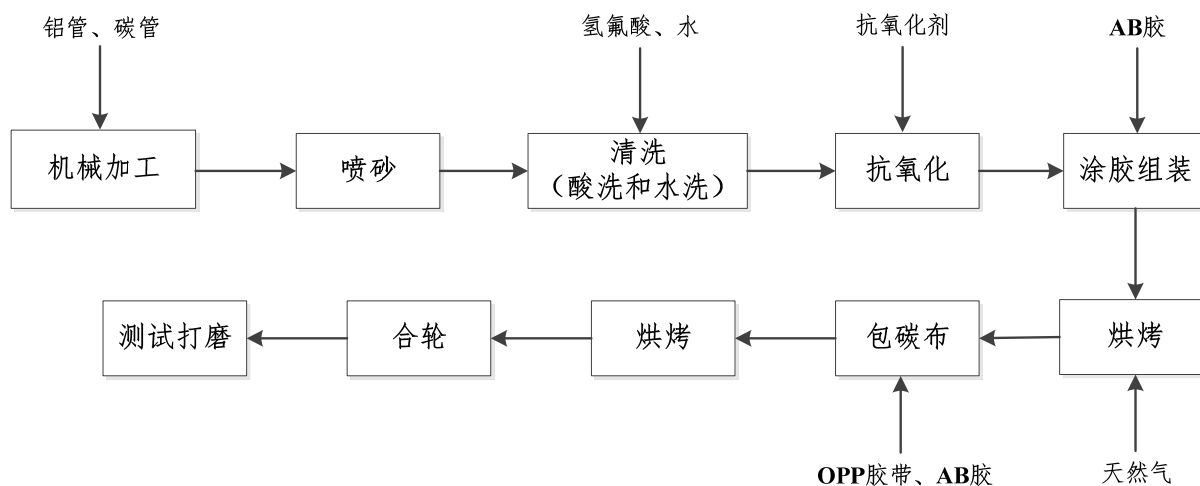 铝管、碳管
氢氟酸、水
抗氧化剂
AB胶
机械加工
喷砂
清洗
（酸洗和水洗）
抗氧化
涂胶组装
测试打磨
合轮
烘烤
包碳布
烘烤
OPP胶带、AB胶
天然气